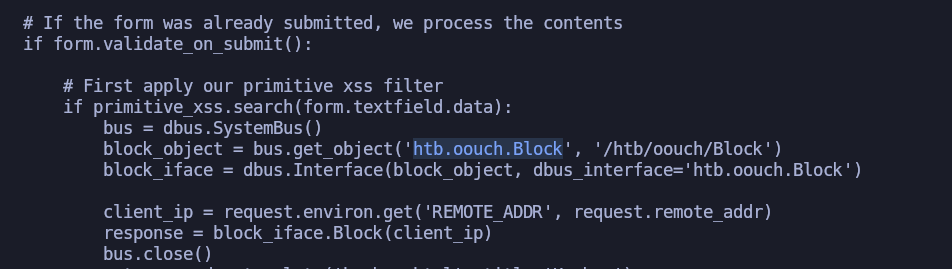 # If the form was already submitted, we process the contents
if form.validate_on_submit():
# First apply our primitive xss filter
if primitive_xss.search(form.textfield.data):
bus = dbus.SystemBus()
block_object = bus.get_object('htb.oouch.Block', '/htb/oouch/Block')
block_iface = dbus.Interface(block_object, dbus_interface='htb.oouch.Block')
client_ip = request.environ.get('REMOTE_ADDR', request.remote_addr)
response = block_iface.Block(client_ip)
bus.close()